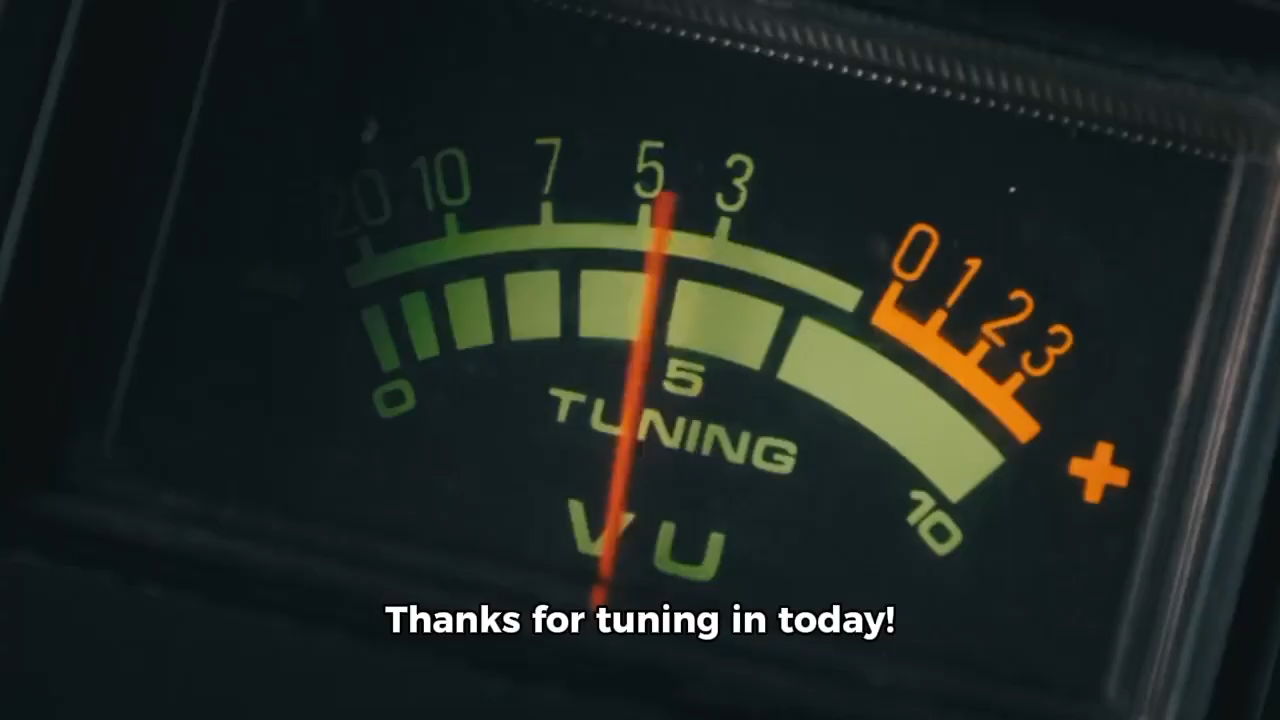 20 10 7 5 3 0 1 2 3
+
0 5 10
TUNING
VU
Thanks for tuning in today!